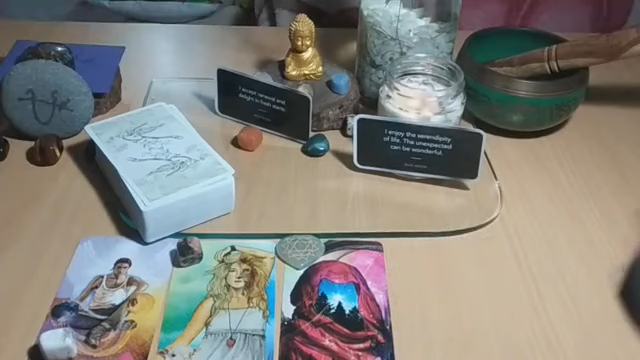 I accept renewal and
delight in fresh starts.
I enjoy the serendipity
of life. The unexpected
can be wonderful.